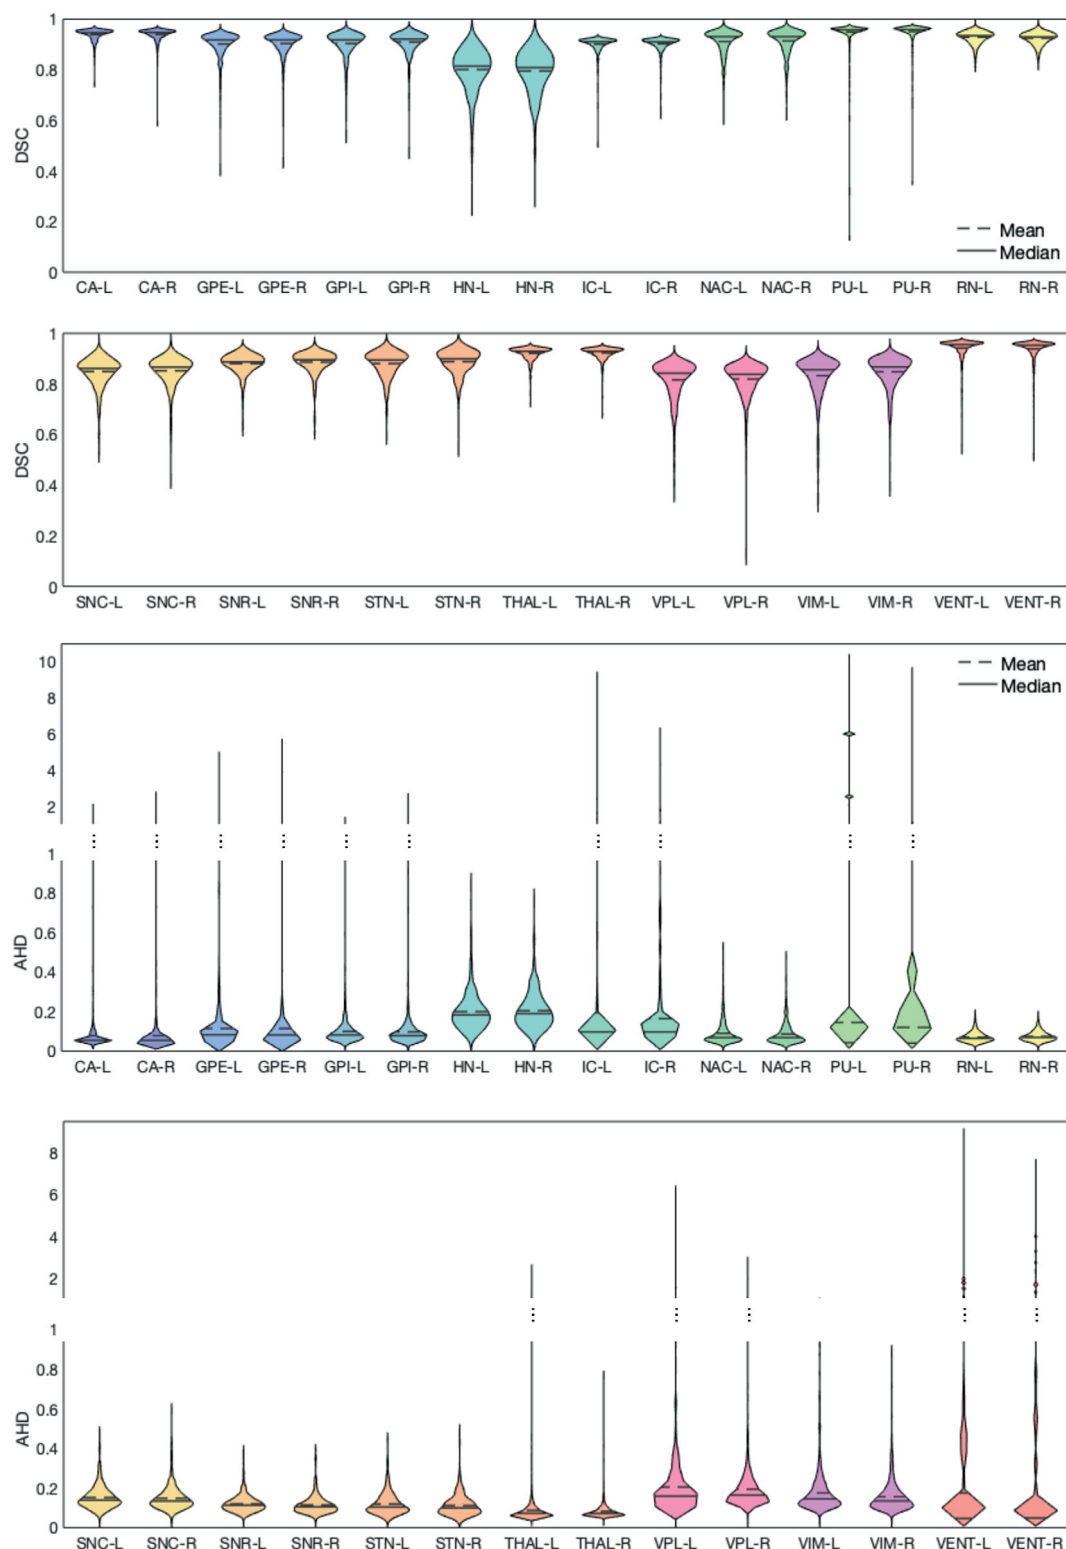 1
0.8
0.6
0.4
0.2
0
DSC
Mean
Median
CA-L CA-R GPE-L GPE-R GPI-L GPI-R HN-L HN-R IC-L IC-R NAC-L NAC-R PU-L PU-R RN-L RN-R
1
0.8
0.6
0.4
0.2
0
DSC
SNC-L SNC-R SNR-L SNR-R STN-L STN-R THAL-L THAL-R VPL-L VPL-R VIM-L VIM-R VENT-L VENT-R
10
8
6
4
2
1
0.8
0.6
0.4
0.2
0
AHD
Mean
Median
CA-L CA-R GPE-L GPE-R GPI-L GPI-R HN-L HN-R IC-L IC-R NAC-L NAC-R PU-L PU-R RN-L RN-R
8
6
4
2
1
0.8
0.6
0.4
0.2
0
AHD
SNC-L SNC-R SNR-L SNR-R STN-L STN-R THAL-L THAL-R VPL-L VPL-R VIM-L VIM-R VENT-L VENT-R